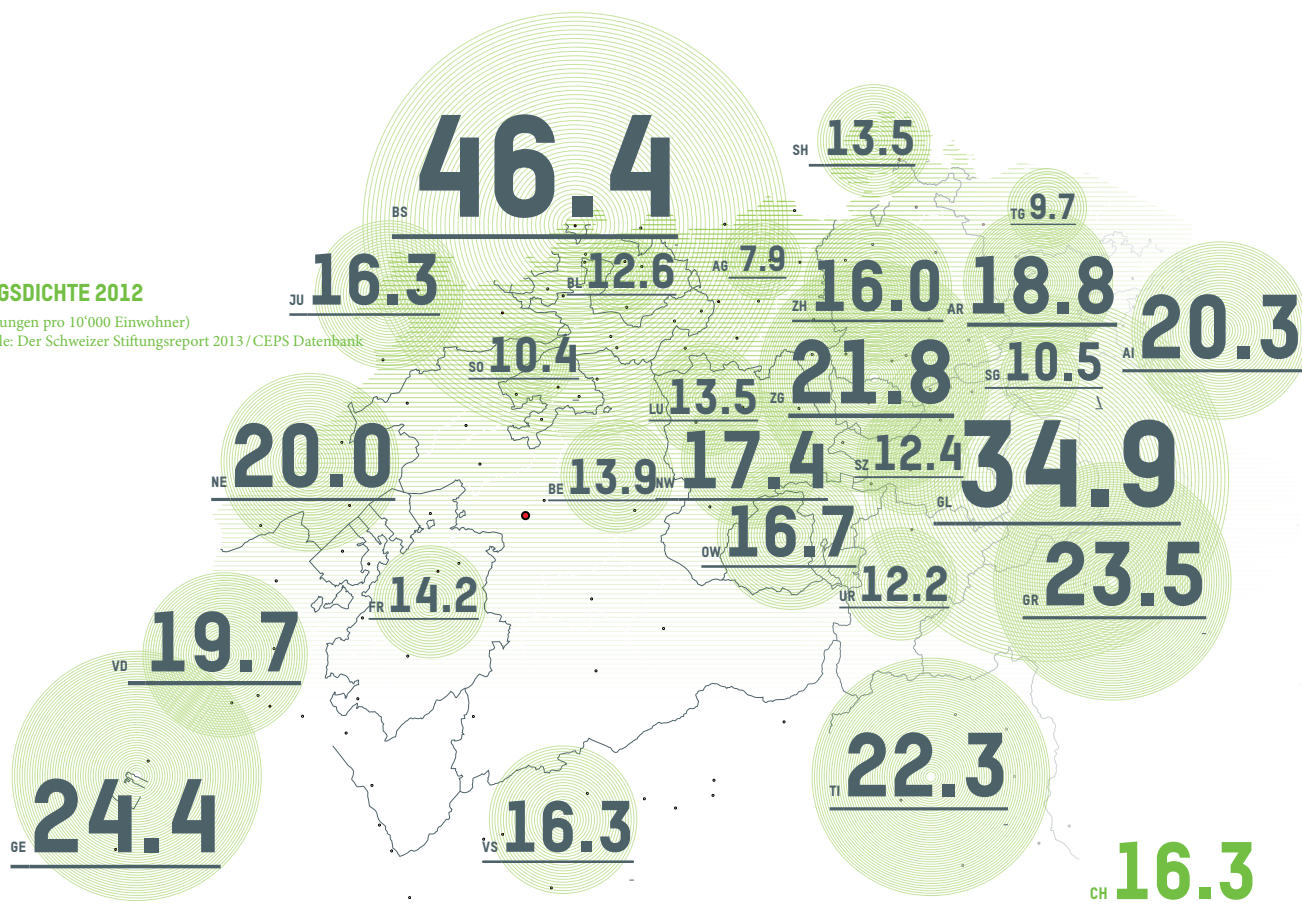 BS 46.4
SH 13.5
TG 9.7
JU 16.3
BL 12.6
AG 7.9
ZH 16.0
AR 18.8
AI 20.3
GSDICHTE 2012
ungen pro 10'000 Einwohner)
le: Der Schweizer Stiftungsreport 2013 / CEPS Datenbank
SO 10.4
LU 13.5
ZG 21.8
SG 10.5
NE 20.0
BE 13.9
NW 17.4
SZ 12.4
GL 34.9
OW 16.7
UR 12.2
GR 23.5
FR 14.2
VD 19.7
GE 24.4
VS 16.3
TI 22.3
CH 16.3